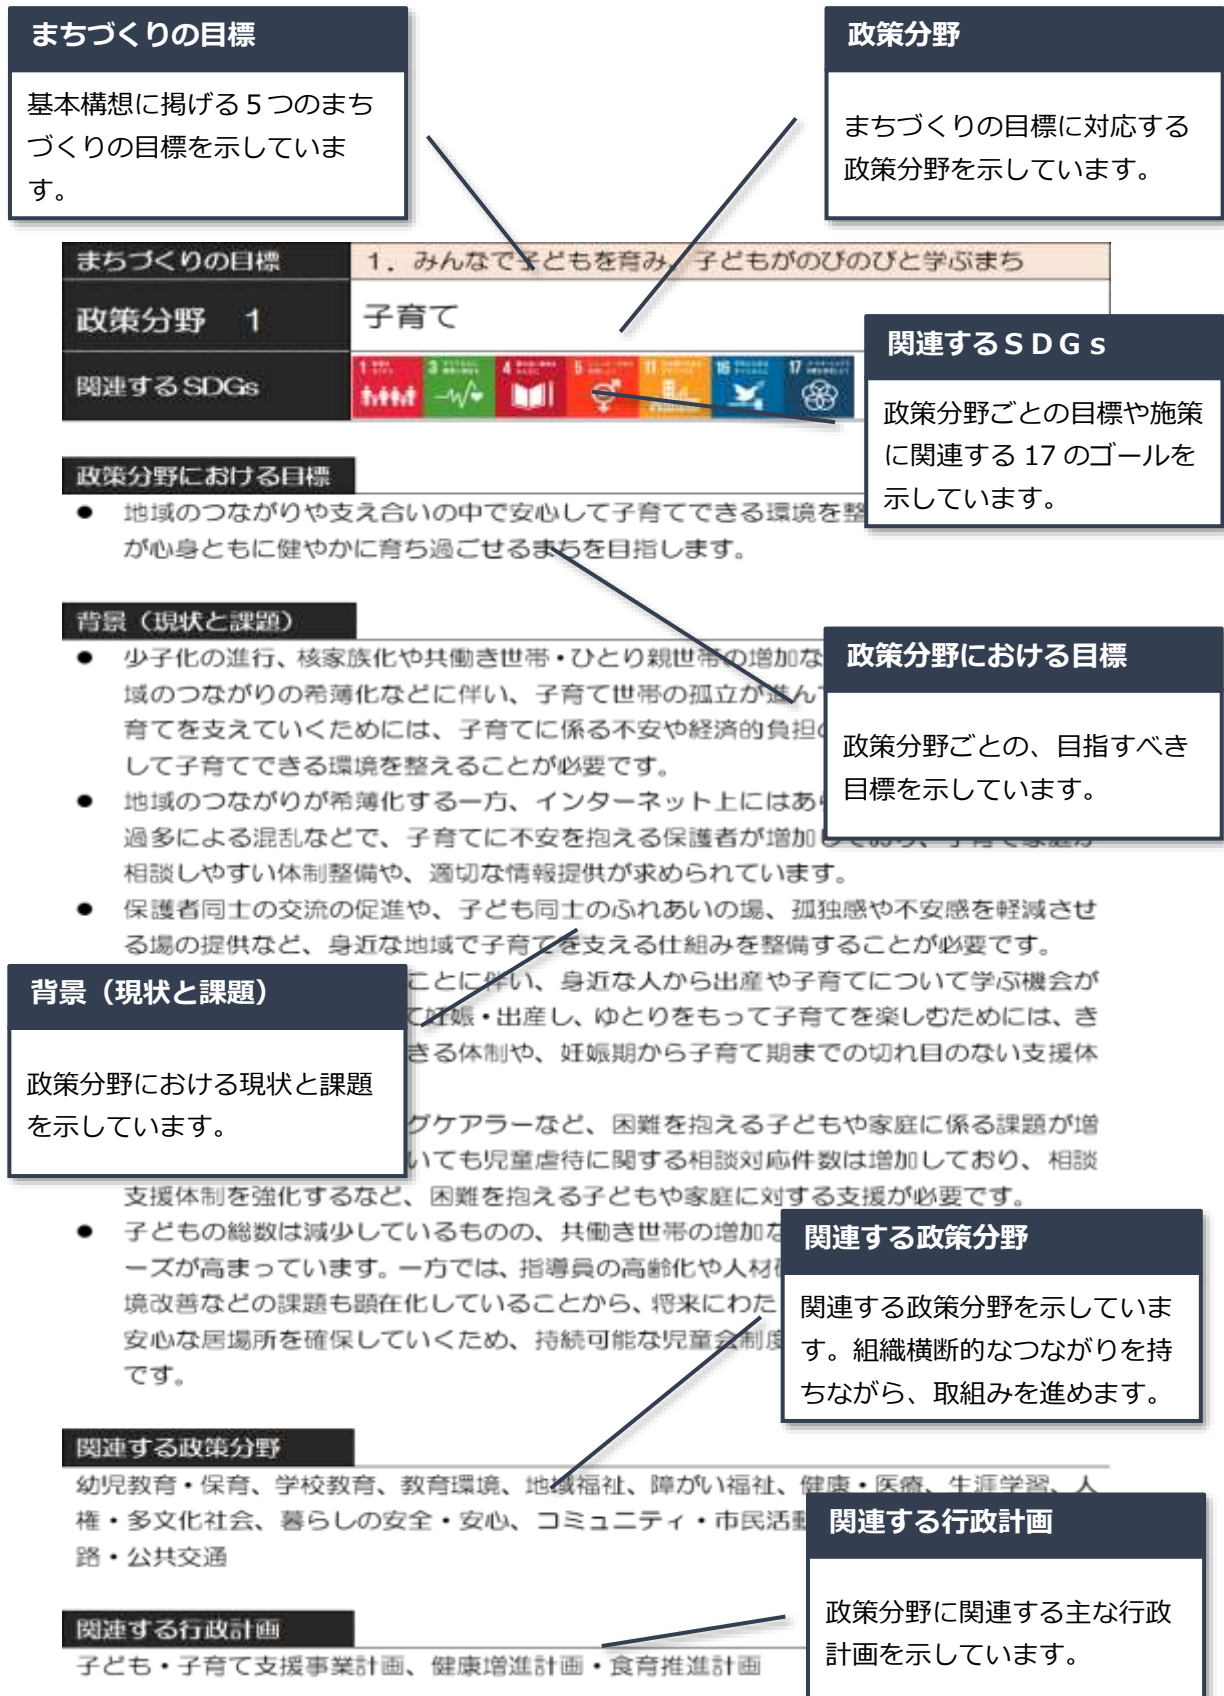 まちづくりの目標
基本構想に掲げる５つのまち
づくりの目標を示していま
す。
政策分野
まちづくりの目標に対応する
政策分野を示しています。
まちづくりの目標
1．みんなで子どもを育み、子どもがのびのびと学ぶまち
政策分野　1
子育て
関連するSDGs
1 3 4 5 11 16 17
関連するＳＤＧｓ
政策分野ごとの目標や施策
に関連する 17 のゴールを
示しています。
政策分野における目標
● 地域のつながりや支え合いの中で安心して子育てできる環境を整
が心身ともに健やかに育ち過ごせるまちを目指します。
背景（現状と課題）
● 少子化の進行、核家族化や共働き世帯・ひとり親世帯の増加な
域のつながりの希薄化などに伴い、子育て世帯の孤立が進んで
育てを支えていくためには、子育てに係る不安や経済的負担の
して子育てできる環境を整えることが必要です。
● 地域のつながりが希薄化する一方、インターネット上にはあ
過多による混乱などで、子育てに不安を抱える保護者が増加しており、子育て家庭が
相談しやすい体制整備や、適切な情報提供が求められています。
● 保護者同士の交流の促進や、子ども同士のふれあいの場、孤独感や不安感を軽減させ
る場の提供など、身近な地域で子育てを支える仕組みを整備することが必要です。
政策分野における目標
政策分野ごとの、目指すべき
目標を示しています。
ことに伴い、身近な人から出産や子育てについて学ぶ機会が
て妊娠・出産し、ゆとりをもって子育てを楽しむためには、き
きる体制や、妊娠期から子育て期までの切れ目のない支援体
背景（現状と課題）
政策分野における現状と課題
を示しています。
グケアラーなど、困難を抱える子どもや家庭に係る課題が増
いても児童虐待に関する相談対応件数は増加しており、相談
支援体制を強化するなど、困難を抱える子どもや家庭に対する支援が必要です。
● 子どもの総数は減少しているものの、共働き世帯の増加な
ーズが高まっています。一方では、指導員の高齢化や人材
境改善などの課題も顕在化していることから、将来にわた
安心な居場所を確保していくため、持続可能な児童会制度
です。
関連する政策分野
関連する政策分野を示していま
す。組織横断的なつながりを持
ちながら、取組みを進めます。
関連する政策分野
幼児教育・保育、学校教育、教育環境、地域福祉、障がい福祉、健康・医療、生涯学習、人
権・多文化社会、暮らしの安全・安心、コミュニティ・市民活動
路・公共交通
関連する行政計画
政策分野に関連する主な行政
計画を示しています。
関連する行政計画
子ども・子育て支援事業計画、健康増進計画・食育推進計画